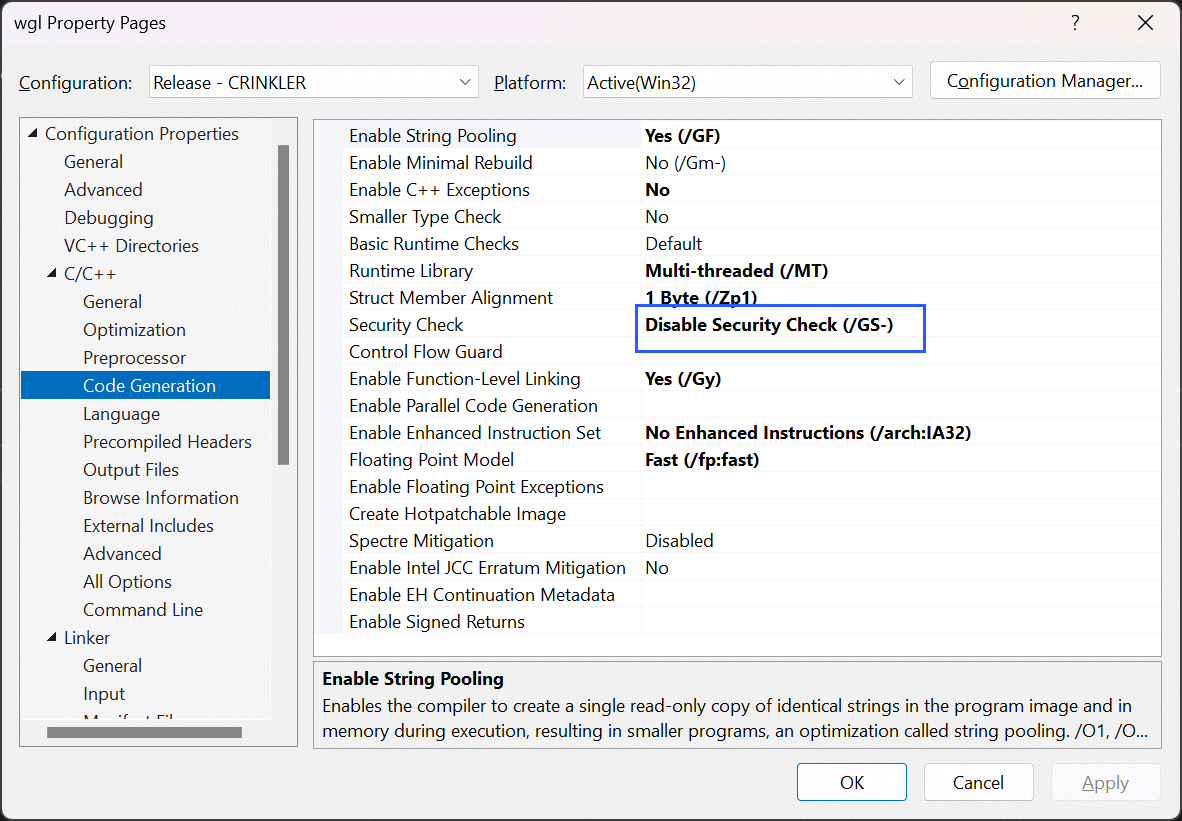 wgl Property Pages
?
Configuration: Release - CRINKLER Platform: Active(Win32) Configuration Manager...
Configuration Properties
General
Advanced
Debugging
VC++ Directories
C/C++
General
Optimization
Preprocessor
Code Generation
Language
Precompiled Headers
Output Files
Browse Information
External Includes
Advanced
All Options
Command Line
Linker
General
Input
Enable String Pooling Yes (/GF)
Enable Minimal Rebuild No (/Gm-)
Enable C++ Exceptions No
Smaller Type Check No
Basic Runtime Checks Default
Runtime Library Multi-threaded (/MT)
Struct Member Alignment 1 Byte (/Zp1)
Security Check Disable Security Check (/GS-)
Control Flow Guard
Enable Function-Level Linking Yes (/Gy)
Enable Parallel Code Generation
Enable Enhanced Instruction Set No Enhanced Instructions (/arch:IA32)
Floating Point Model Fast (/fp:fast)
Enable Floating Point Exceptions
Create Hotpatchable Image
Spectre Mitigation Disabled
Enable Intel JCC Erratum Mitigation No
Enable EH Continuation Metadata
Enable Signed Returns
Enable String Pooling
Enables the compiler to create a single read-only copy of identical strings in the program image and in
memory during execution, resulting in smaller programs, an optimization called string pooling. /O1, /O...
OK Cancel Apply